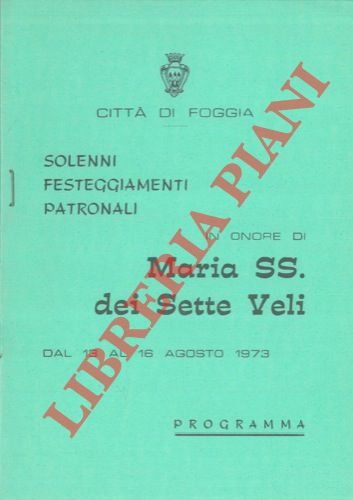 CITTÀ DI FOGGIA
SOLENNI
FESTEGGIAMENTI
PATRONALI
IN ONORE DI
Maria SS.
dei Sette Veli
DAL 13 AL 16 AGOSTO 1973
PROGRAMMA
LIBRERIA PIANI